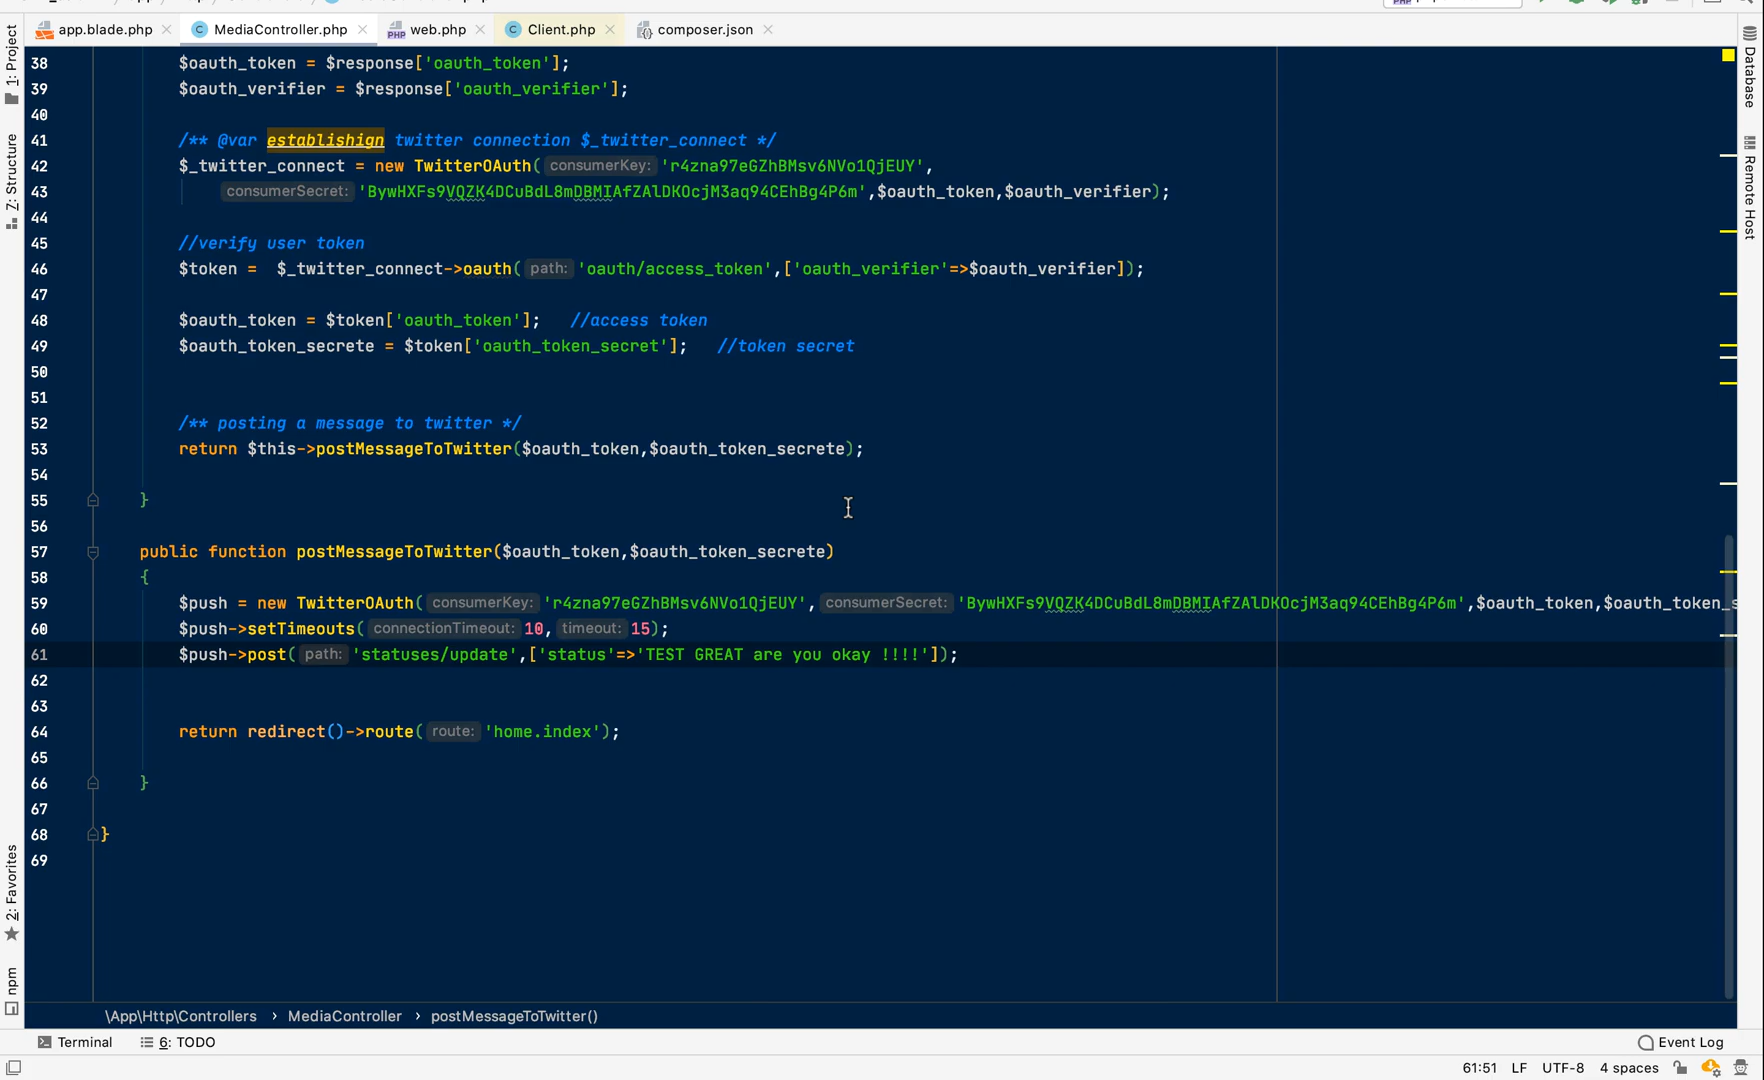 app.blade.php
MediaController.php
web.php
Client.php
composer.json
1: Project
Z: Structure
2: Favorites
npm
Database
Remote Host
38 $oauth_token = $response['oauth_token'];
39 $oauth_verifier = $response['oauth_verifier'];
40
41 /** @var establishign twitter connection $_twitter_connect */
42 $_twitter_connect = new TwitterOAuth( consumerKey: 'r4zna97eGZhBMsv6NVo1QjEUY',
43 consumerSecret: 'BywHXFs9VQZK4DCuBdL8mDBMIAfZAlDKOcjM3aq94CEhBg4P6m',$oauth_token,$oauth_verifier);
44
45 //verify user token
46 $token = $_twitter_connect->oauth( path: 'oauth/access_token',['oauth_verifier'=>$oauth_verifier]);
47
48 $oauth_token = $token['oauth_token']; //access token
49 $oauth_token_secrete = $token['oauth_token_secret']; //token secret
50
51
52 /** posting a message to twitter */
53 return $this->postMessageToTwitter($oauth_token,$oauth_token_secrete);
54
55 }
56
57 public function postMessageToTwitter($oauth_token,$oauth_token_secrete)
58 {
59 $push = new TwitterOAuth( consumerKey: 'r4zna97eGZhBMsv6NVo1QjEUY', consumerSecret: 'BywHXFs9VQZK4DCuBdL8mDBMIAfZAlDKOcjM3aq94CEhBg4P6m',$oauth_token,$oauth_token_s
60 $push->setTimeouts( connectionTimeout: 10, timeout: 15);
61 $push->post( path: 'statuses/update',['status'=>'TEST GREAT are you okay !!!!']);
62
63
64 return redirect()->route( route: 'home.index');
65
66 }
67
68 }
69
\App\Http\Controllers › MediaController › postMessageToTwitter()
Terminal
6: TODO
Event Log
61:51 LF UTF-8 4 spaces